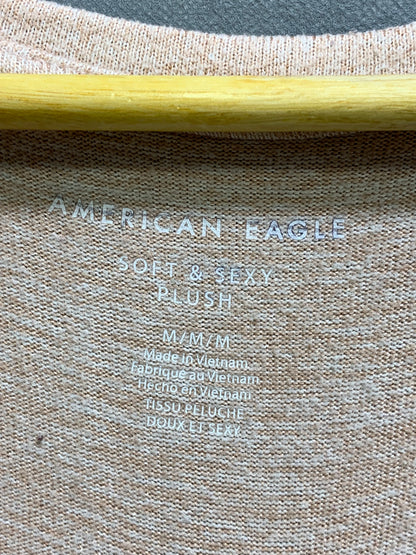 AMERICAN EAGLE
SOFT & SEXY
PLUSH
M/M/M
Made in Vietnam
Fabriqué au Vietnam
Hecho en Vietnam
TISSU PELUCHE
DOUX ET SEXY